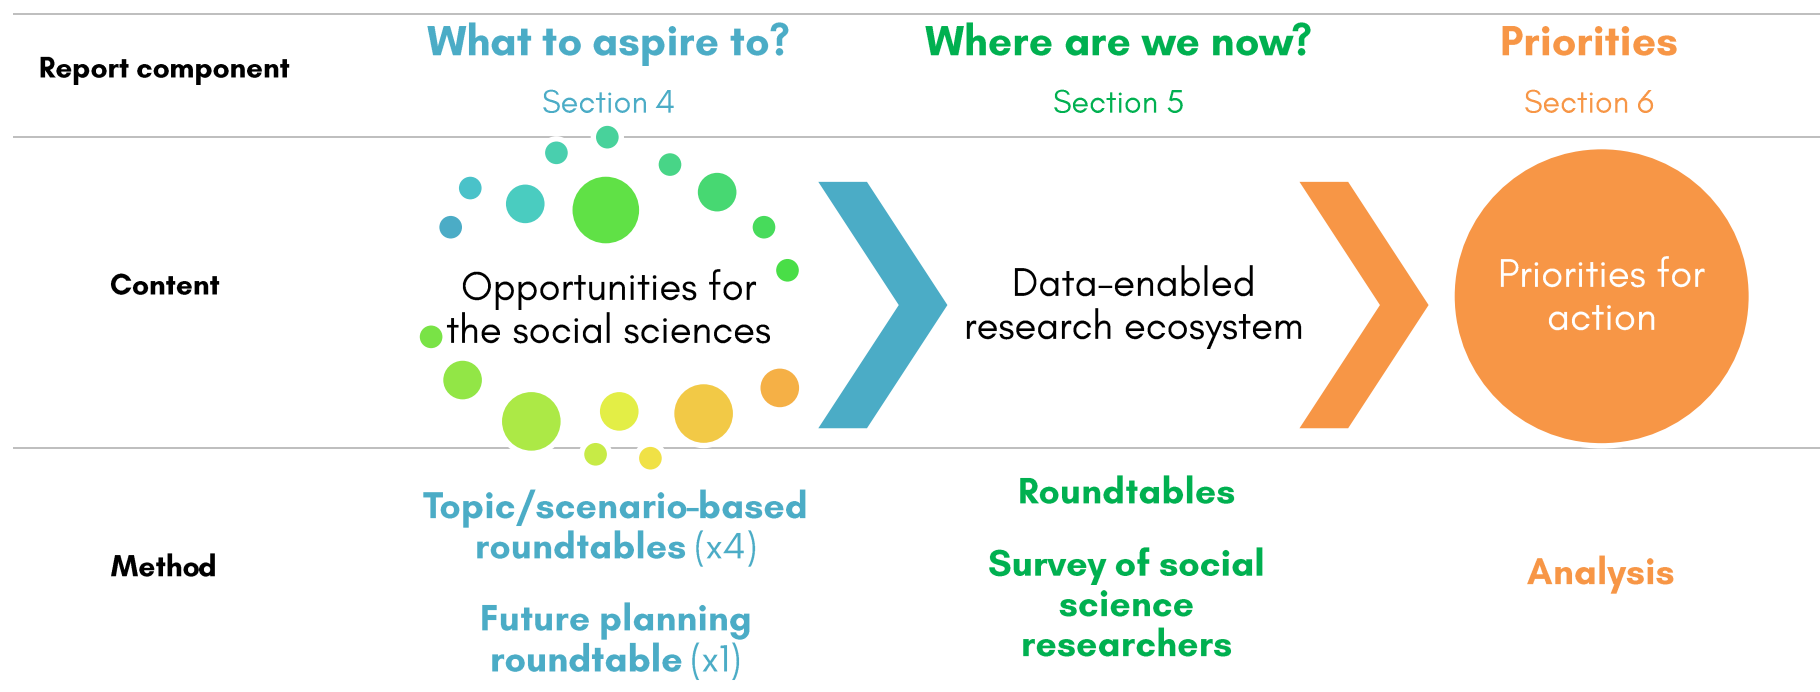 Report component
What to aspire to?
Section 4
Where are we now?
Section 5
Priorities
Section 6
Content
Opportunities for
the social sciences
Data-enabled
research ecosystem
Priorities for
action
Method
Topic/scenario-based
roundtables (x4)
Future planning
roundtable (x1)
Roundtables
Survey of social
science
researchers
Analysis